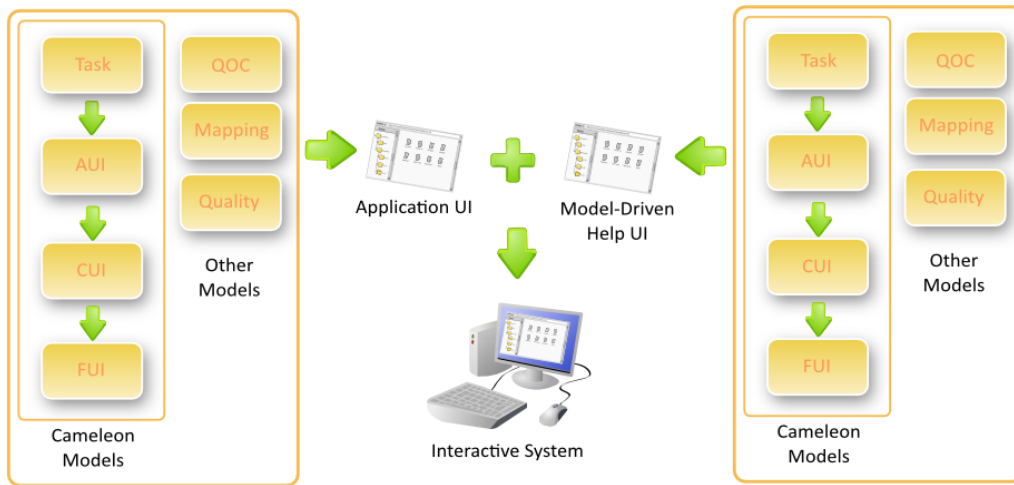 Task
AUI
CUI
FUI
Cameleon
Models
QOC
Mapping
Quality
Other
Models
Application UI
Model-Driven
Help UI
Interactive System
Task
AUI
CUI
FUI
Cameleon
Models
QOC
Mapping
Quality
Other
Models